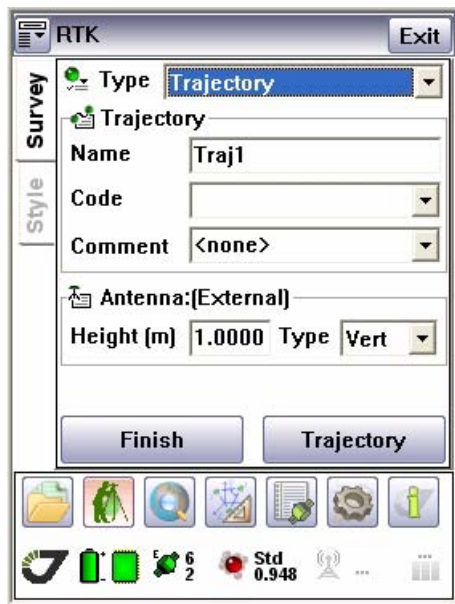 RTK Exit
Survey
Style
Type Trajectory
Trajectory
Name Traj1
Code
Comment <none>
Antenna:(External)
Height (m) 1.0000 Type Vert
Finish Trajectory
E 6
2
Std
0.948
...